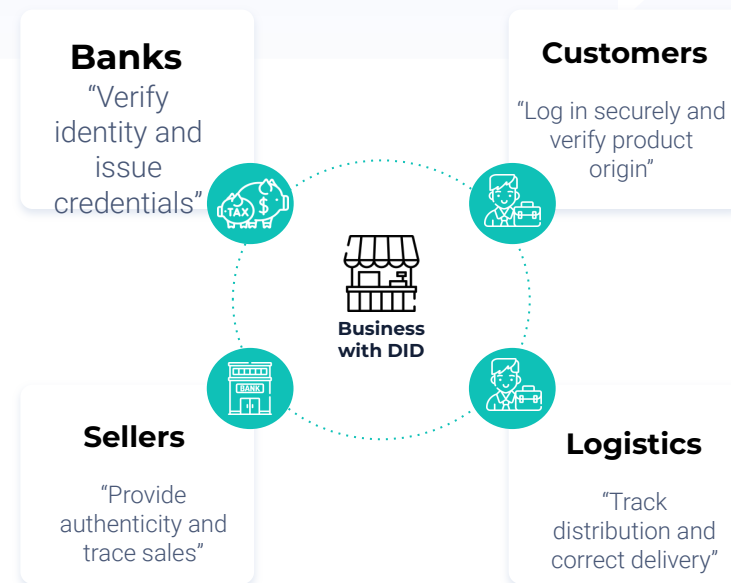 Banks
“Verify
identity and
issue
credentials”
Customers
“Log in securely and
verify product
origin”
TAX
$
Business
with DID
BANK
Sellers
“Provide
authenticity and
trace sales”
Logistics
“Track
distribution and
correct delivery”